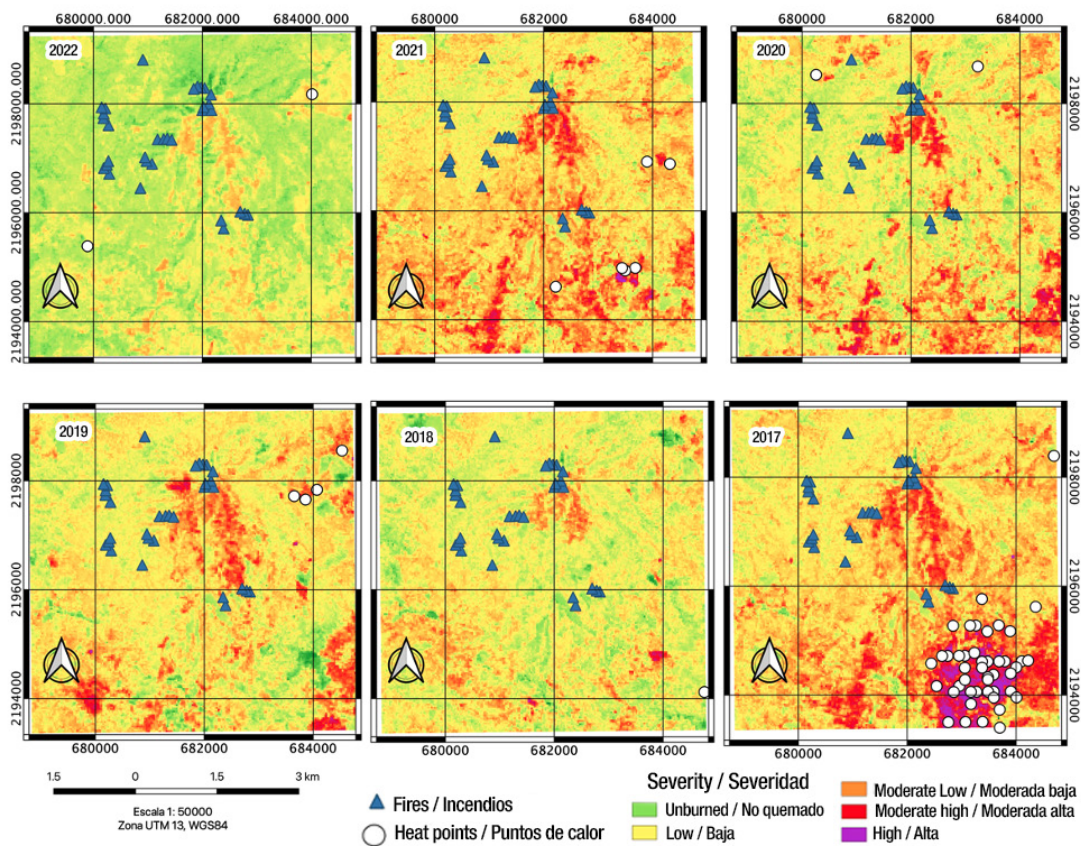 680000.000 682000.000 684000.000
680000 682000 684000
680000 682000 684000
2022
2021
2020
2198000.000
2196000.000
2194000.000
2198000
2196000
2194000
2019
2018
2017
2198000
2196000
2194000
2198000
2196000
2194000
680000 682000 684000
680000 682000 684000
680000 682000 684000
1.5 0 1.5 3 km
Escala 1: 50000
Zona UTM 13, WGS84
Fires / Incendios
Heat points / Puntos de calor
Severity / Severidad
Unburned / No quemado
Low / Baja
Moderate Low / Moderada baja
Moderate high / Moderada alta
High / Alta